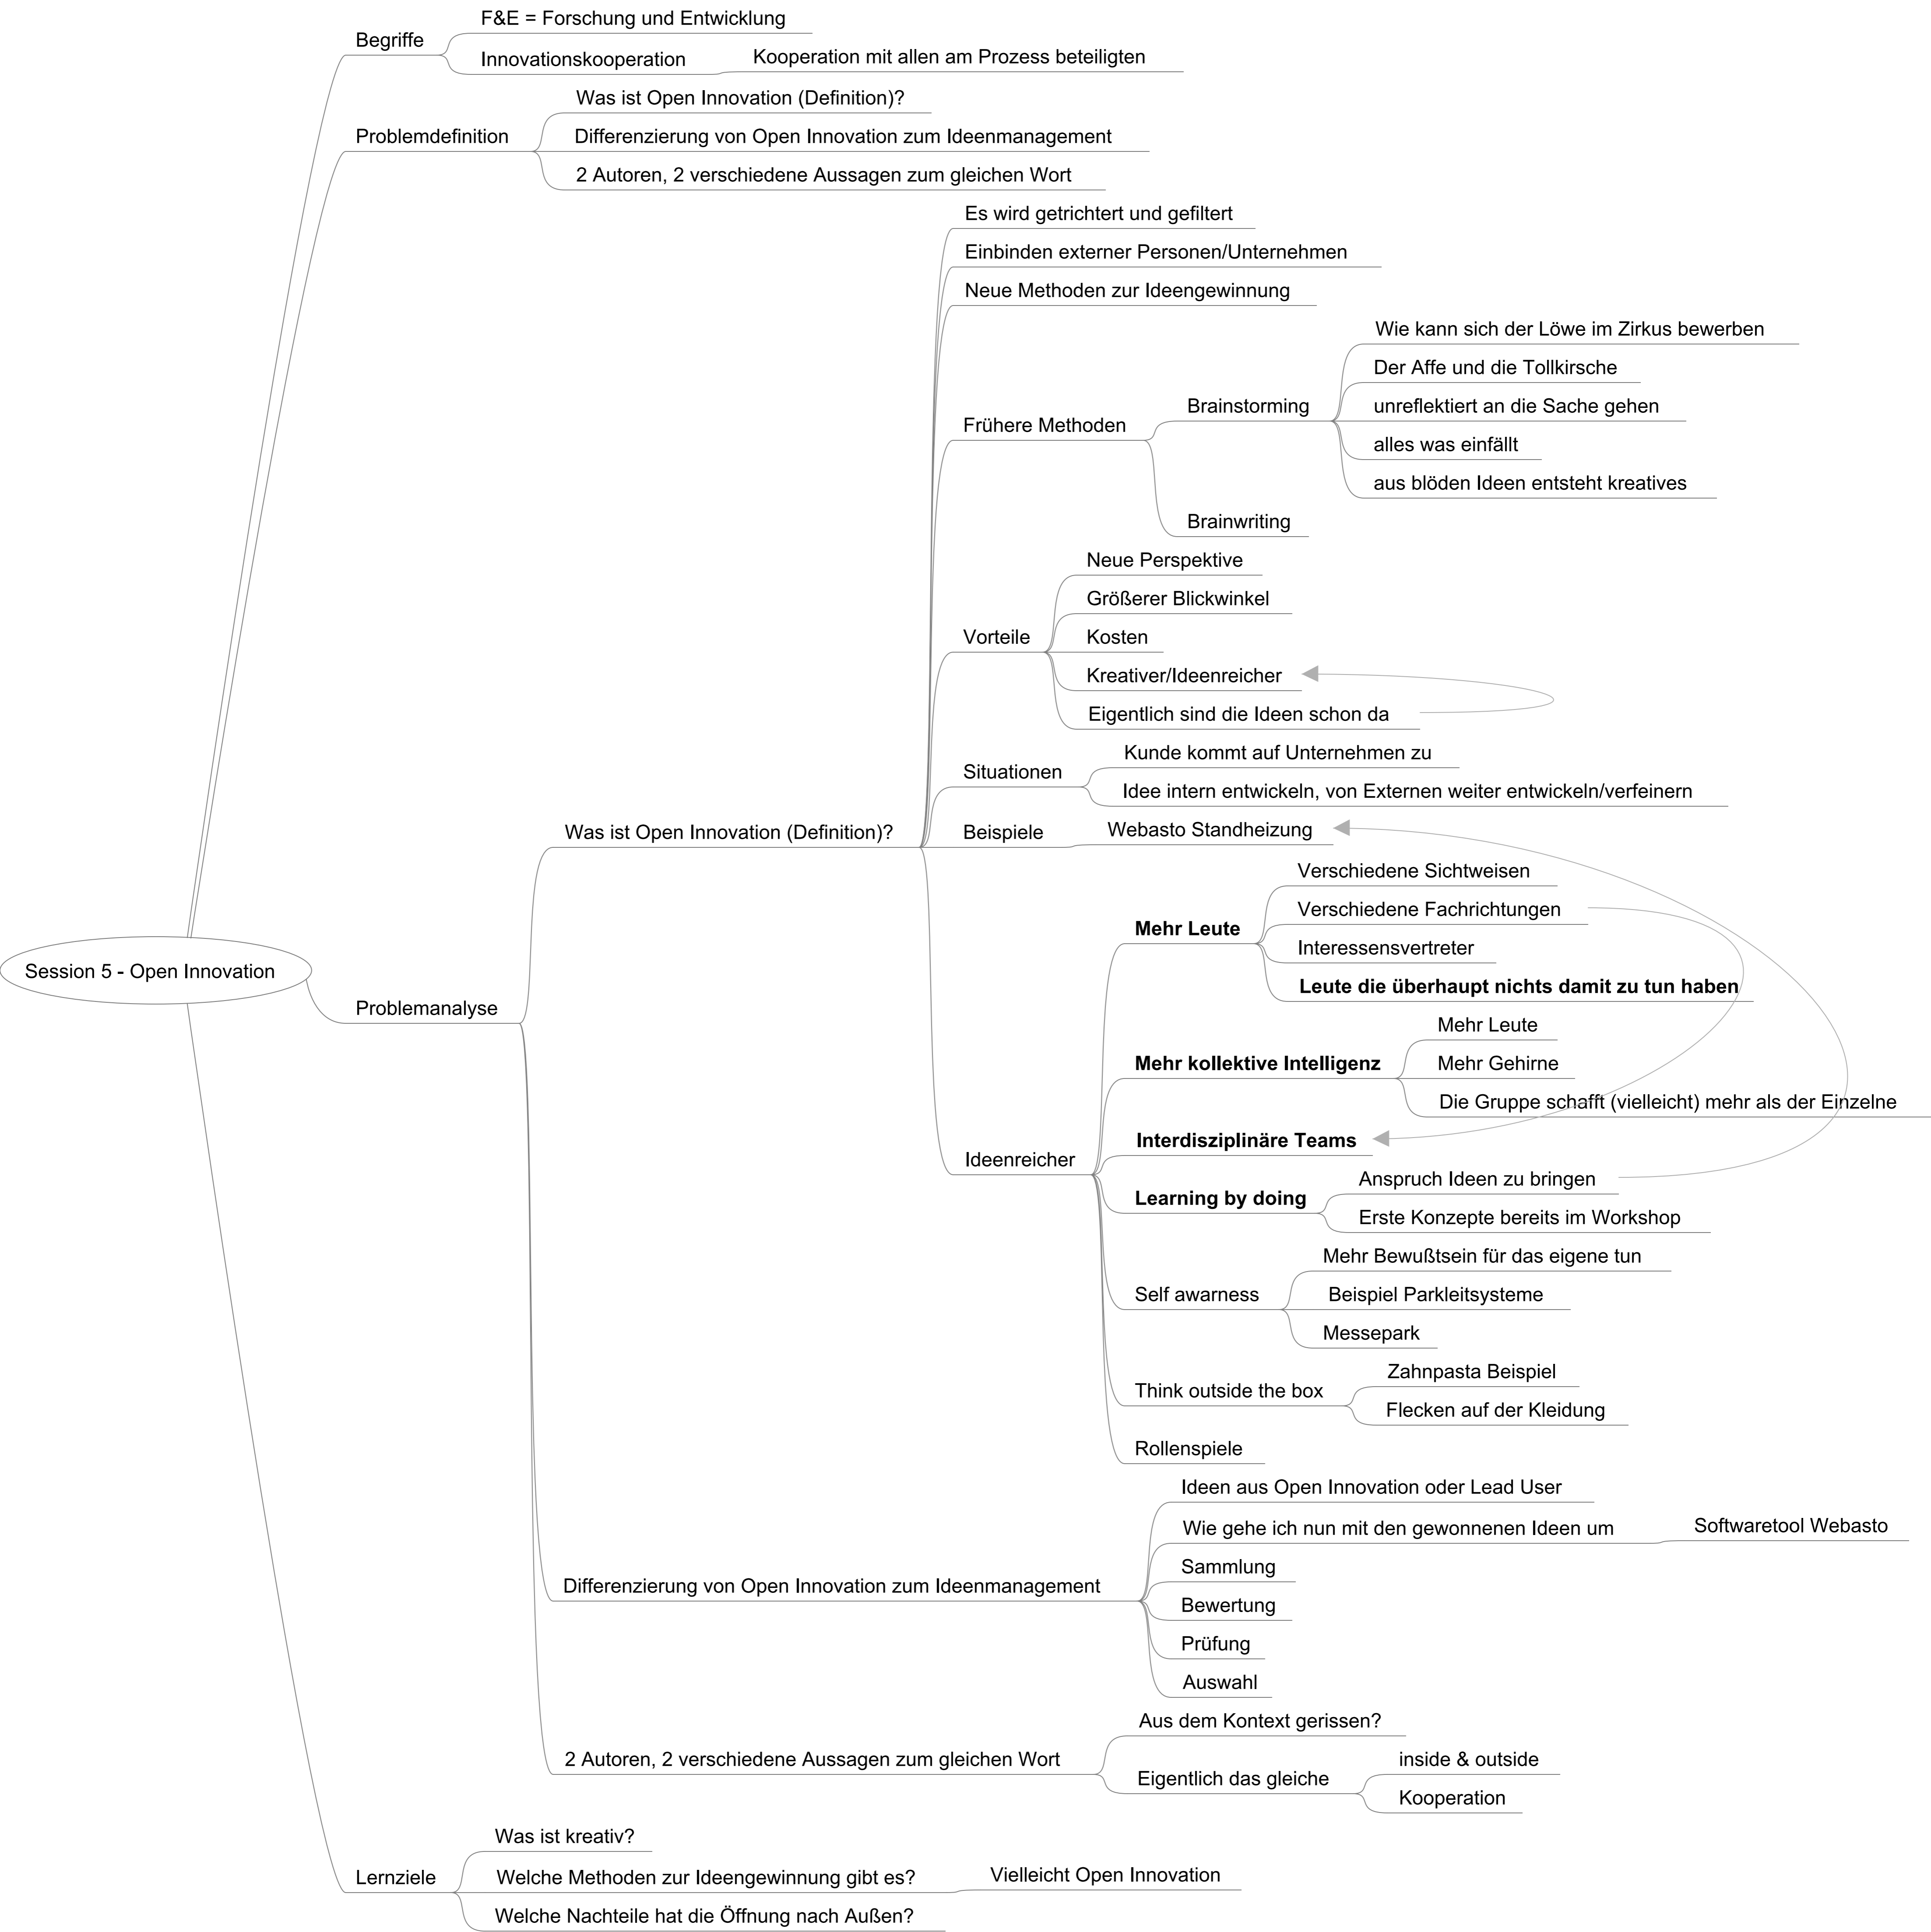 Session 5 - Open Innovation
Begriffe
F&E = Forschung und Entwicklung
Innovationskooperation
Kooperation mit allen am Prozess beteiligten
Problemdefinition
Was ist Open Innovation (Definition)?
Differenzierung von Open Innovation zum Ideenmanagement
2 Autoren, 2 verschiedene Aussagen zum gleichen Wort
Problemanalyse
Was ist Open Innovation (Definition)?
Es wird getrichtert und gefiltert
Einbinden externer Personen/Unternehmen
Neue Methoden zur Ideengewinnung
Frühere Methoden
Brainstorming
Wie kann sich der Löwe im Zirkus bewerben
Der Affe und die Tollkirsche
unreflektiert an die Sache gehen
alles was einfällt
aus blöden Ideen entsteht kreatives
Brainwriting
Vorteile
Neue Perspektive
Größerer Blickwinkel
Kosten
Kreativer/Ideenreicher
Eigentlich sind die Ideen schon da
Situationen
Kunde kommt auf Unternehmen zu
Idee intern entwickeln, von Externen weiter entwickeln/verfeinern
Beispiele
Webasto Standheizung
Ideenreicher
Mehr Leute
Verschiedene Sichtweisen
Verschiedene Fachrichtungen
Interessensvertreter
Leute die überhaupt nichts damit zu tun haben
Mehr kollektive Intelligenz
Mehr Leute
Mehr Gehirne
Die Gruppe schafft (vielleicht) mehr als der Einzelne
Interdisziplinäre Teams
Learning by doing
Anspruch Ideen zu bringen
Erste Konzepte bereits im Workshop
Self awarness
Mehr Bewußtsein für das eigene tun
Beispiel Parkleitsysteme
Messepark
Think outside the box
Zahnpasta Beispiel
Flecken auf der Kleidung
Rollenspiele
Differenzierung von Open Innovation zum Ideenmanagement
Ideen aus Open Innovation oder Lead User
Wie gehe ich nun mit den gewonnenen Ideen um
Softwaretool Webasto
Sammlung
Bewertung
Prüfung
Auswahl
2 Autoren, 2 verschiedene Aussagen zum gleichen Wort
Aus dem Kontext gerissen?
Eigentlich das gleiche
inside & outside
Kooperation
Lernziele
Was ist kreativ?
Welche Methoden zur Ideengewinnung gibt es?
Vielleicht Open Innovation
Welche Nachteile hat die Öffnung nach Außen?